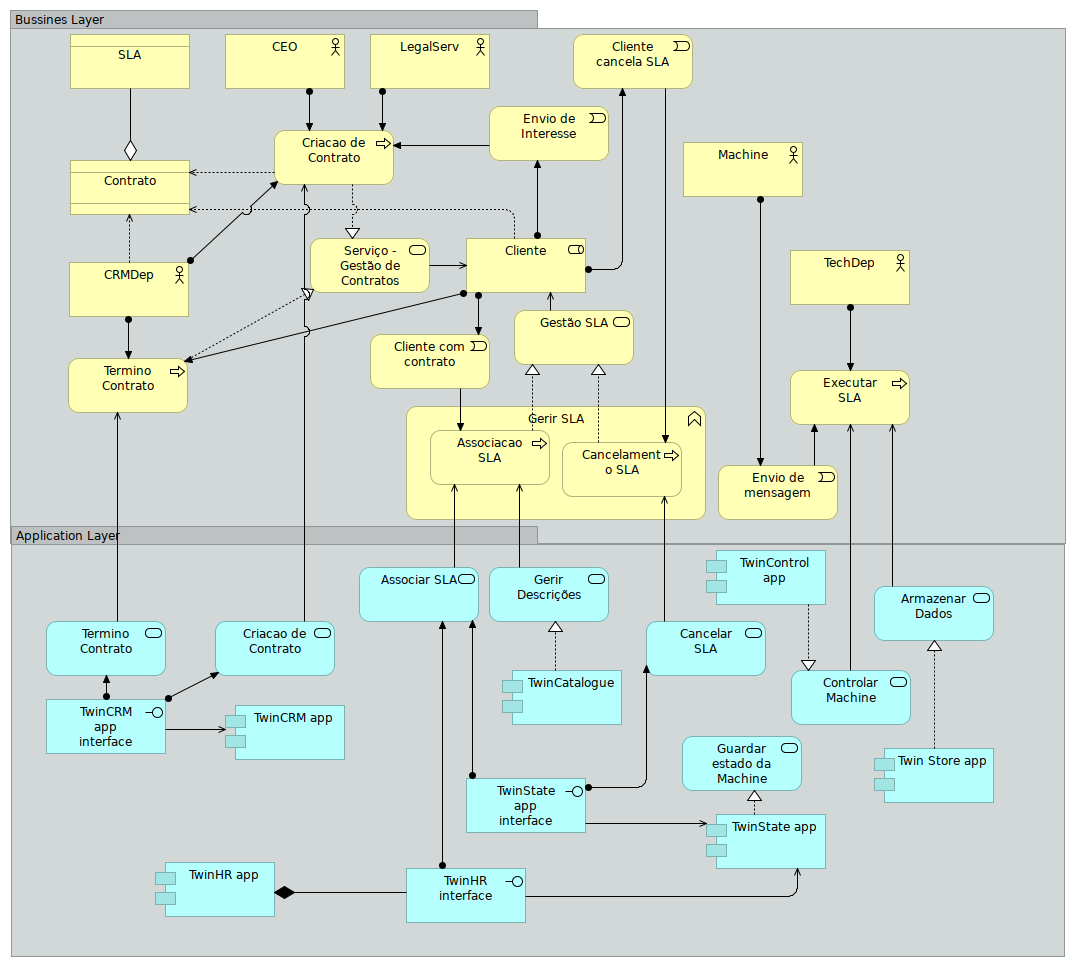 Bussines Layer
SLA
CEO
LegalServ
Cliente
cancela SLA
Envio de
Interesse
Criacao de
Contrato
Machine
Contrato
Serviço -
Gestão de
Contratos
Cliente
TechDep
CRMDep
Gestão SLA
Cliente com
contrato
Termino
Contrato
Executar
SLA
Gerir SLA
Associacao
SLA
Cancelament
o SLA
Envio de
mensagem
Application Layer
TwinControl
app
Associar SLA
Gerir
Descrições
Armazenar
Dados
Termino
Contrato
Criacao de
Contrato
Cancelar
SLA
TwinCatalogue
Controlar
Machine
TwinCRM
app
interface
TwinCRM app
Guardar
estado da
Machine
Twin Store app
TwinState
app
interface
TwinState app
TwinHR app
TwinHR
interface